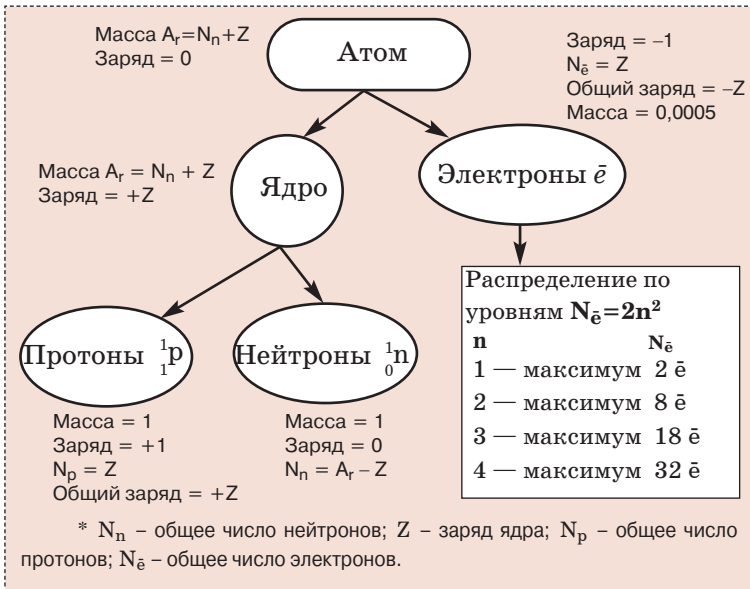 Масса Aᵣ=Nₙ+Z
Заряд = 0
Атом
Заряд = –1
Nē = Z
Общий заряд = –Z
Масса = 0,0005
Масса Aᵣ = Nₙ + Z
Заряд = +Z
Ядро
Электроны ē
Протоны ¹₁p
Масса = 1
Заряд = +1
Nₚ = Z
Общий заряд = +Z
Нейтроны ¹₀n
Масса = 1
Заряд = 0
Nₙ = Aᵣ – Z
Распределение по
уровням Nē=2n²
n Nē
1 — максимум 2 ē
2 — максимум 8 ē
3 — максимум 18 ē
4 — максимум 32 ē
* Nₙ – общее число нейтронов; Z – заряд ядра; Nₚ – общее число
протонов; Nē – общее число электронов.